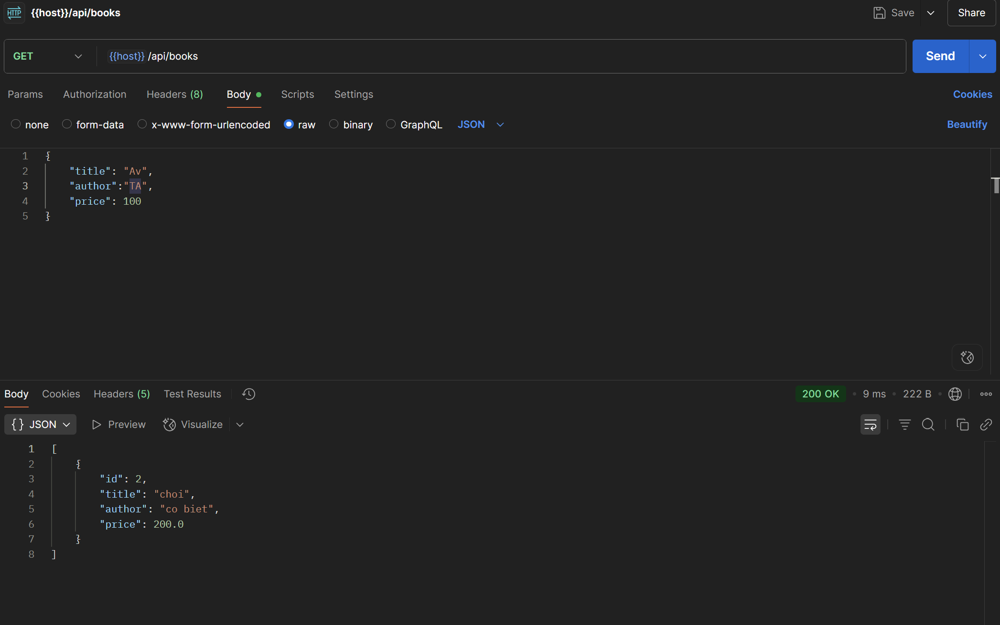 HTTP {{host}}/api/books Save Share
GET {{host}} /api/books Send
Params Authorization Headers (8) Body Scripts Settings Cookies
none form-data x-www-form-urlencoded raw binary GraphQL JSON Beautify
1 {
2 "title": "Av",
3 "author":"TA",
4 "price": 100
5 }
Body Cookies Headers (5) Test Results 200 OK • 9 ms • 222 B •
{} JSON Preview Visualize
1 [
2 {
3 "id": 2,
4 "title": "choi",
5 "author": "co biet",
6 "price": 200.0
7 }
8 ]